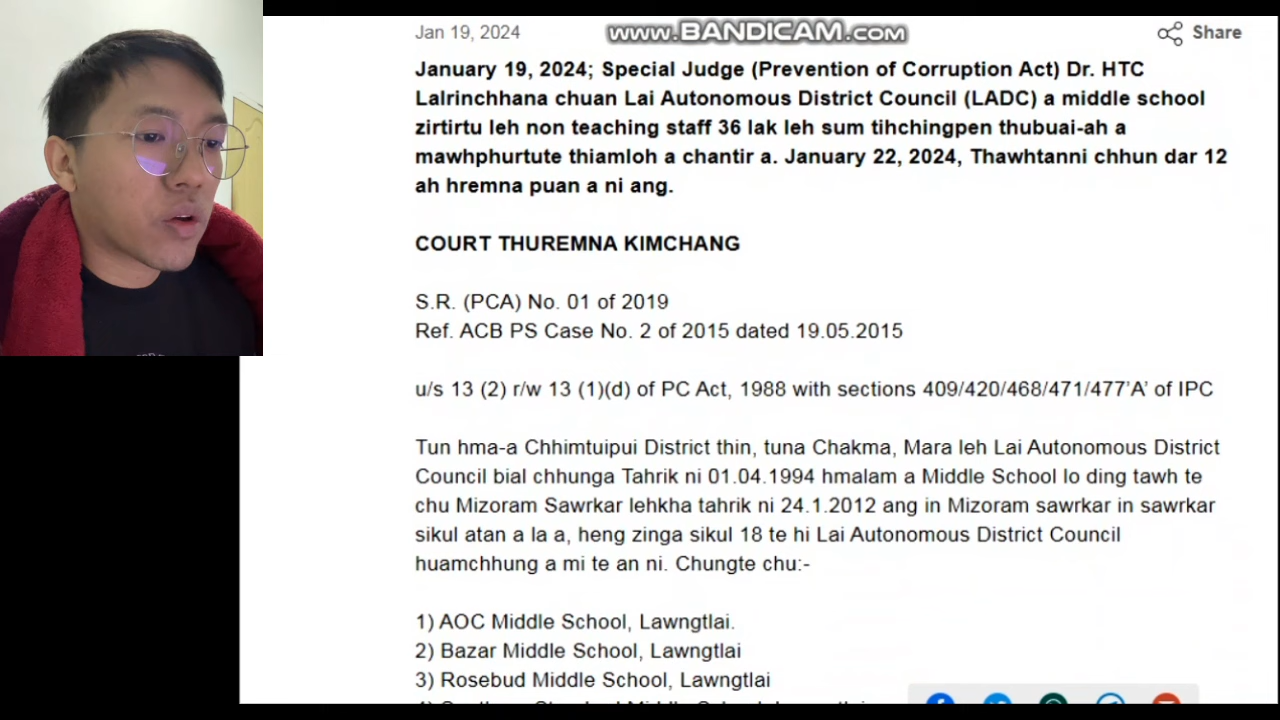 Jan 19, 2024
www.BANDICAM.com
Share
January 19, 2024; Special Judge (Prevention of Corruption Act) Dr. HTC
Lalrinchhana chuan Lai Autonomous District Council (LADC) a middle school
zirtirtu leh non teaching staff 36 lak leh sum tihchingpen thubuai-ah a
mawhphurtute thiamloh a chantir a. January 22, 2024, Thawhtanni chhun dar 12
ah hremna puan a ni ang.
COURT THUREMNA KIMCHANG
S.R. (PCA) No. 01 of 2019
Ref. ACB PS Case No. 2 of 2015 dated 19.05.2015
u/s 13 (2) r/w 13 (1)(d) of PC Act, 1988 with sections 409/420/468/471/477’A’ of IPC
Tun hma-a Chhimtuipui District thin, tuna Chakma, Mara leh Lai Autonomous District
Council bial chhunga Tahrik ni 01.04.1994 hmalam a Middle School lo ding tawh te
chu Mizoram Sawrkar lehkha tahrik ni 24.1.2012 ang in Mizoram sawrkar in sawrkar
sikul atan a la a, heng zinga sikul 18 te hi Lai Autonomous District Council
huamchhung a mi te an ni. Chungte chu:-
1) AOC Middle School, Lawngtlai.
2) Bazar Middle School, Lawngtlai
3) Rosebud Middle School, Lawngtlai